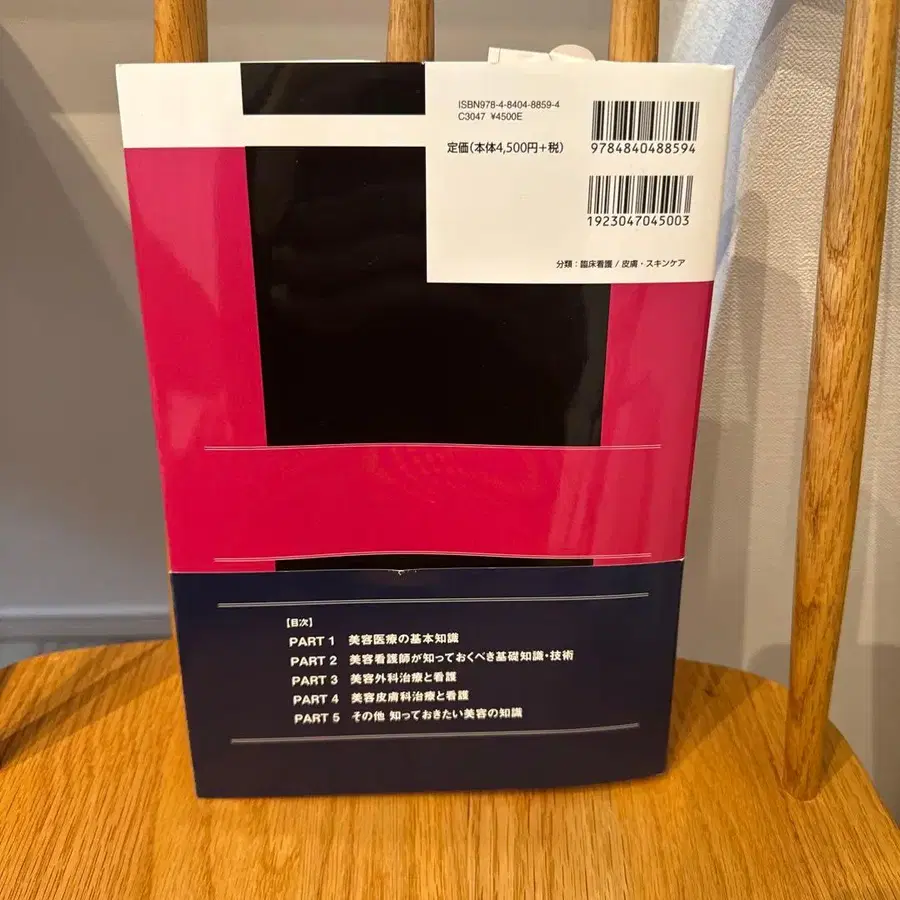 ISBN978-4-8404-8859-4
C3047 ¥4500E
定価(本体4,500円+税)
9784840488594
1923047045003
分類:臨床看護 / 皮膚・スキンケア
【目次】
PART 1 美容医療の基本知識
PART 2 美容看護師が知っておくべき基礎知識・技術
PART 3 美容外科治療と看護
PART 4 美容皮膚科治療と看護
PART 5 その他 知っておきたい美容の知識